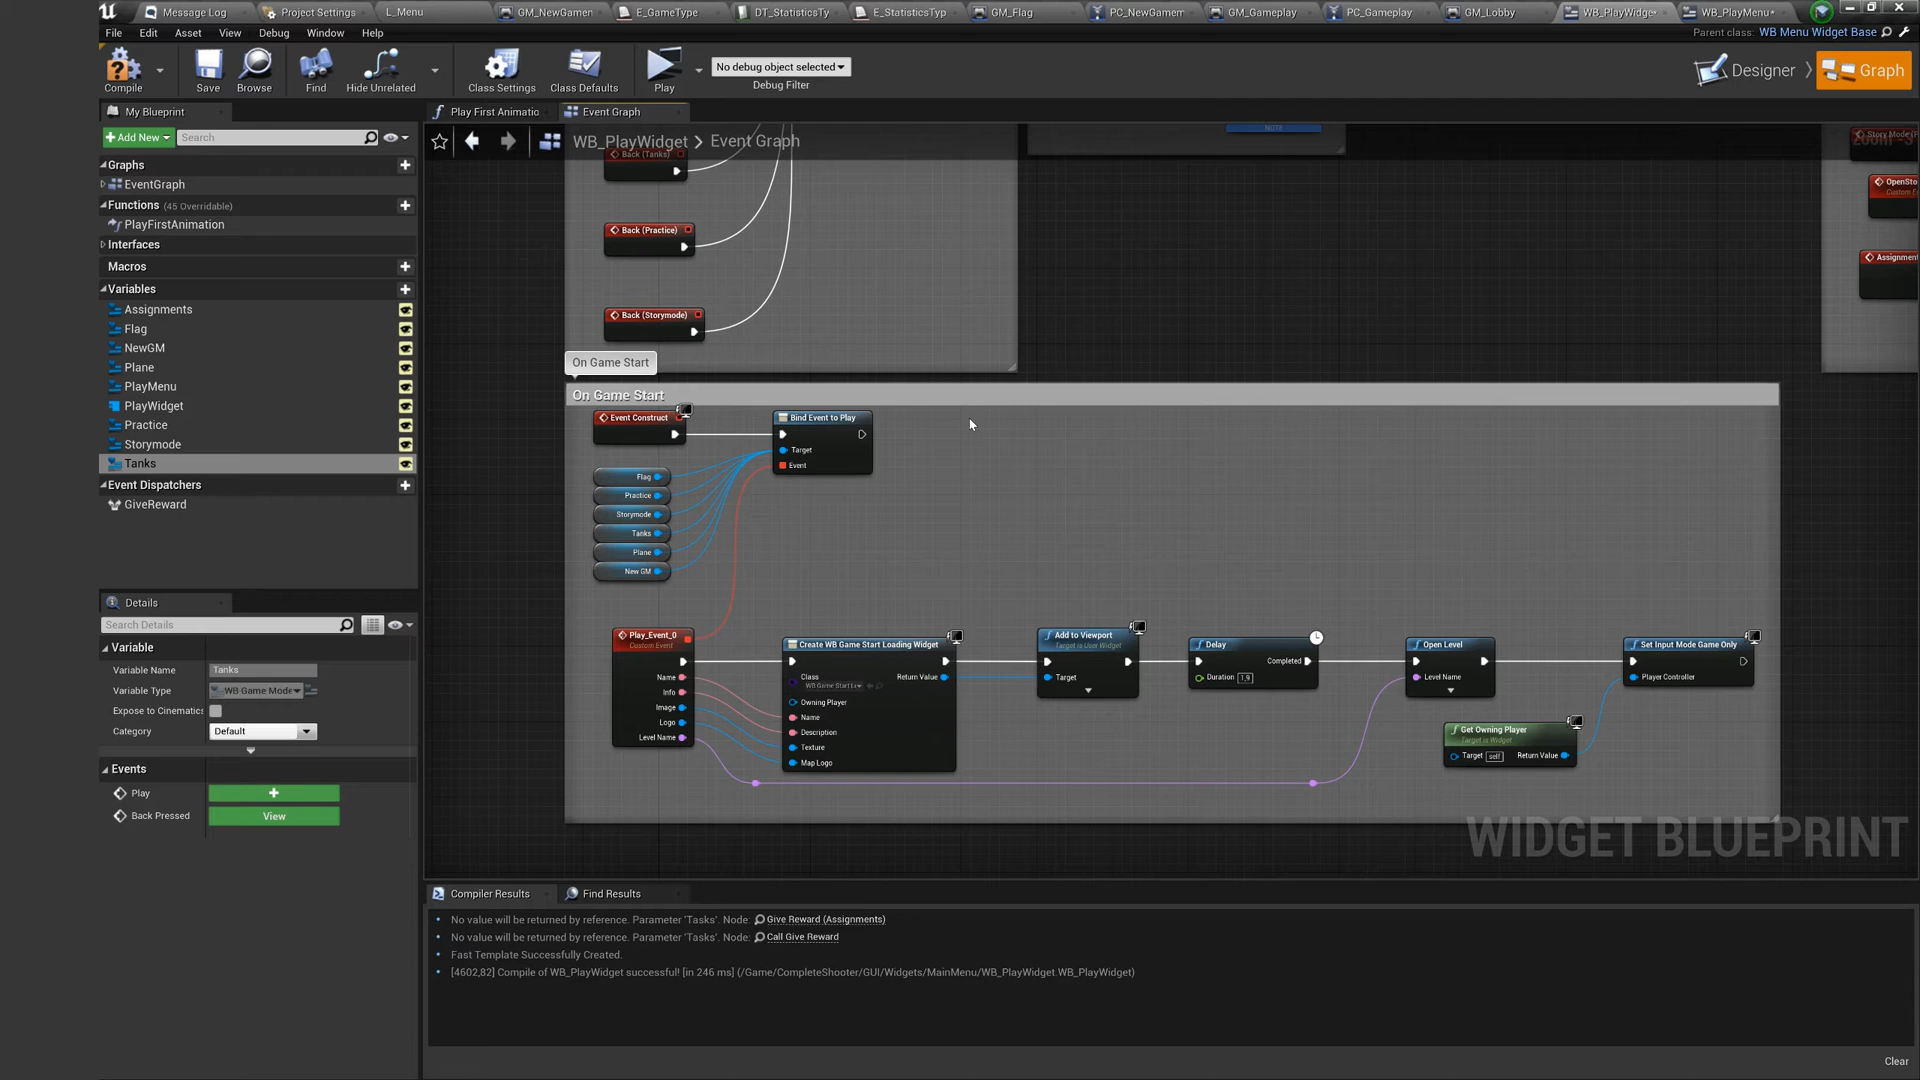 Message Log
Project Settings
L_Menu
GM_NewGamen
E_GameType
DT_StatisticsTy
E_StatisticsTyp
GM_Flag
PC_NewGamem
GM_Gameplay
PC_Gameplay
GM_Lobby
WB_PlayWidge
WB_PlayMenu*
File
Edit
Asset
View
Debug
Window
Help
Parent class: WB Menu Widget Base
Compile
Save
Browse
Find
Hide Unrelated
Class Settings
Class Defaults
Play
No debug object selected
Debug Filter
Designer
Graph
My Blueprint
Play First Animatio
Event Graph
Add New
Search
WB_PlayWidget > Event Graph
Graphs
EventGraph
Functions (45 Overridable)
PlayFirstAnimation
Interfaces
Macros
Variables
Assignments
Flag
NewGM
Plane
PlayMenu
PlayWidget
Practice
Storymode
Tanks
Event Dispatchers
GiveReward
Details
Search Details
Variable
Variable Name
Tanks
Variable Type
WB Game Mode
Expose to Cinematics
Category
Default
Events
Play
Back Pressed
View
NOTE
Back (Tanks)
Back (Practice)
Back (Storymode)
OpenSto
Custom E
Assignment
On Game Start
On Game Start
Event Construct
Bind Event to Play
Target
Event
Flag
Practice
Storymode
Tanks
Plane
New GM
Play_Event_0
Custom Event
Name
Info
Image
Logo
Level Name
Create WB Game Start Loading Widget
Class
Return Value
WB Game Start L
Owning Player
Name
Description
Texture
Map Logo
Add to Viewport
Target is User Widget
Target
Delay
Completed
Duration 1,9
Open Level
Level Name
Set Input Mode Game Only
Player Controller
Get Owning Player
Target is Widget
Target self
Return Value
WIDGET BLUEPRINT
Compiler Results
Find Results
No value will be returned by reference. Parameter 'Tasks'. Node: Give Reward (Assignments)
No value will be returned by reference. Parameter 'Tasks'. Node: Call Give Reward
Fast Template Successfully Created.
[4602,82] Compile of WB_PlayWidget successful! [in 246 ms] (/Game/CompleteShooter/GUI/Widgets/MainMenu/WB_PlayWidget.WB_PlayWidget)
Clear